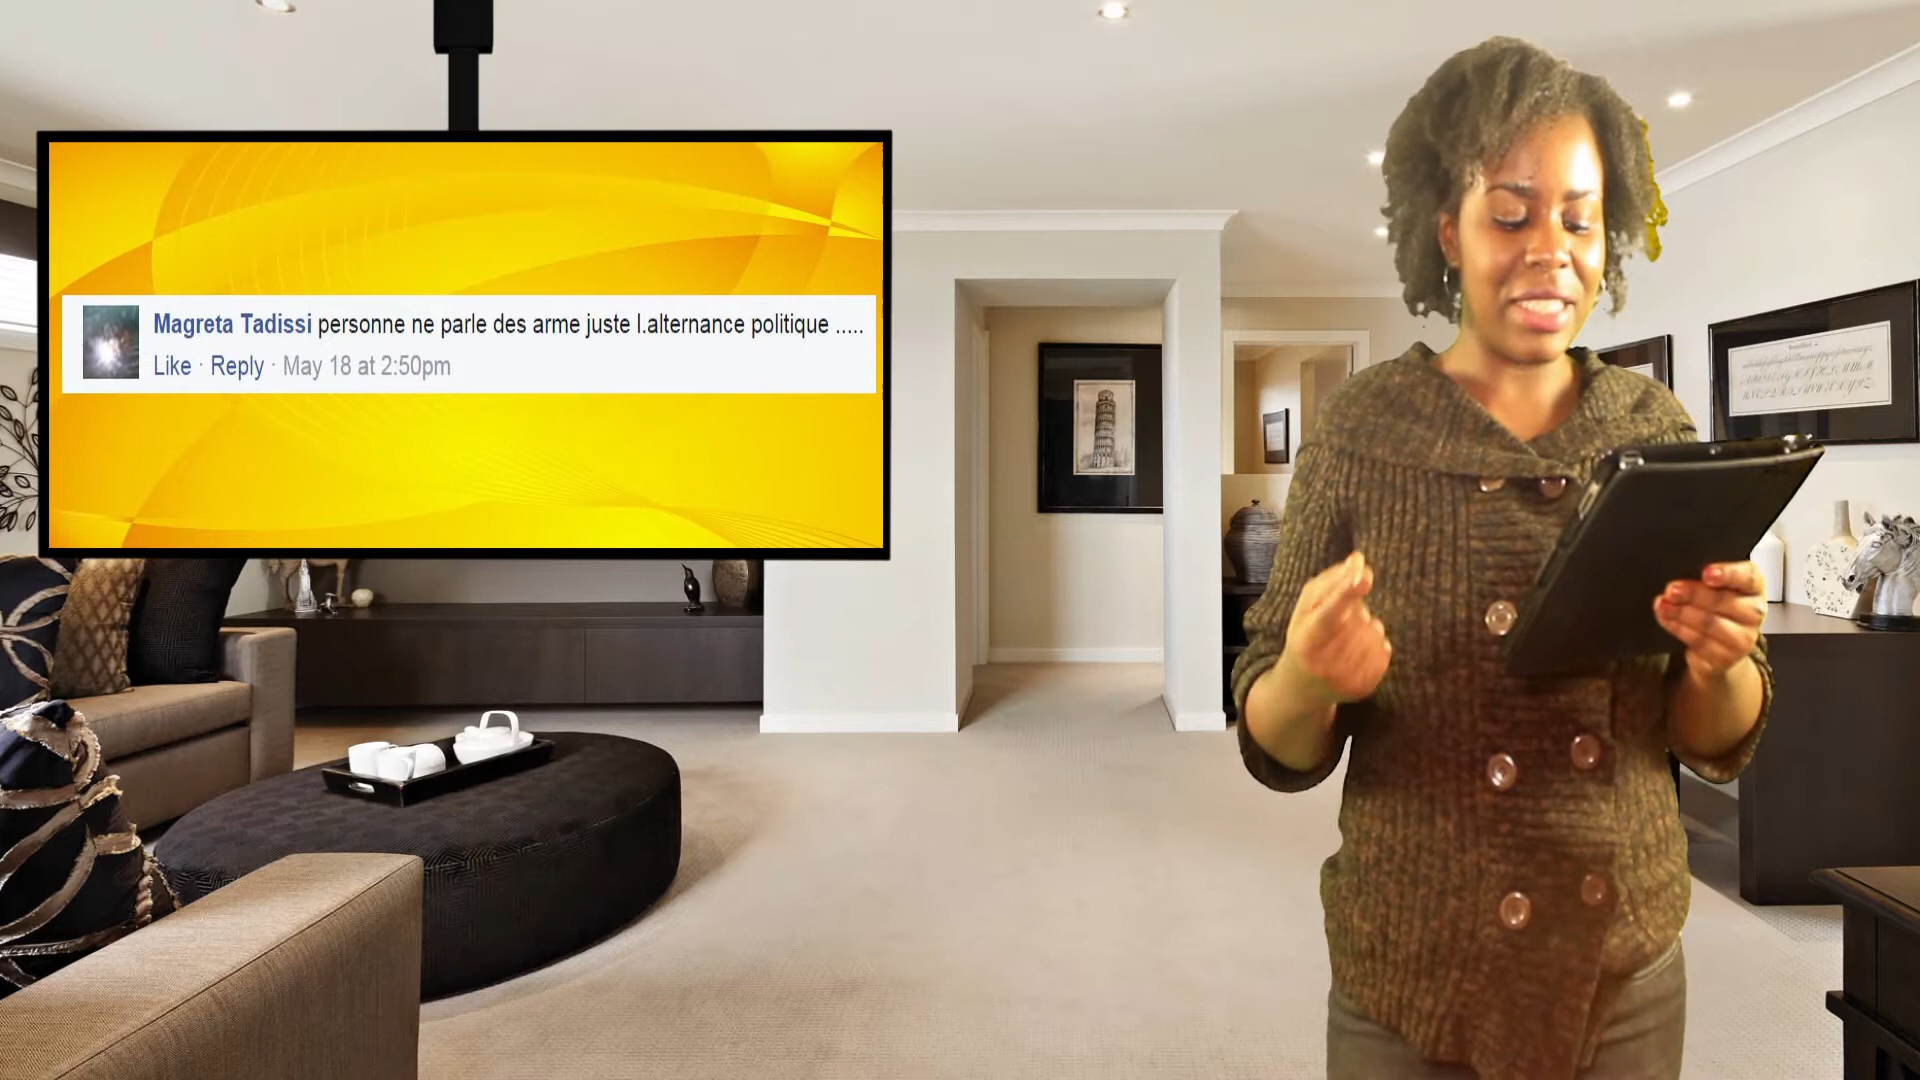 Magreta Tadissi personne ne parle des arme juste l.alternance politique .....
Like · Reply · May 18 at 2:50pm